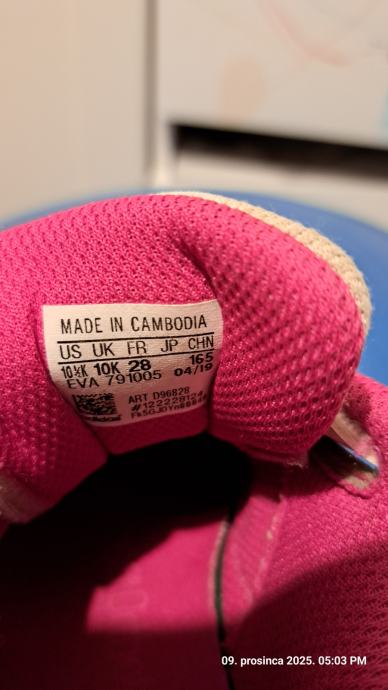 MADE IN CAMBODIA
US UK FR JP CHN
10½K 10K 28 165
EVA 791005 04/19
ART D96828
adidas
09. prosinca 2025. 05:03 PM